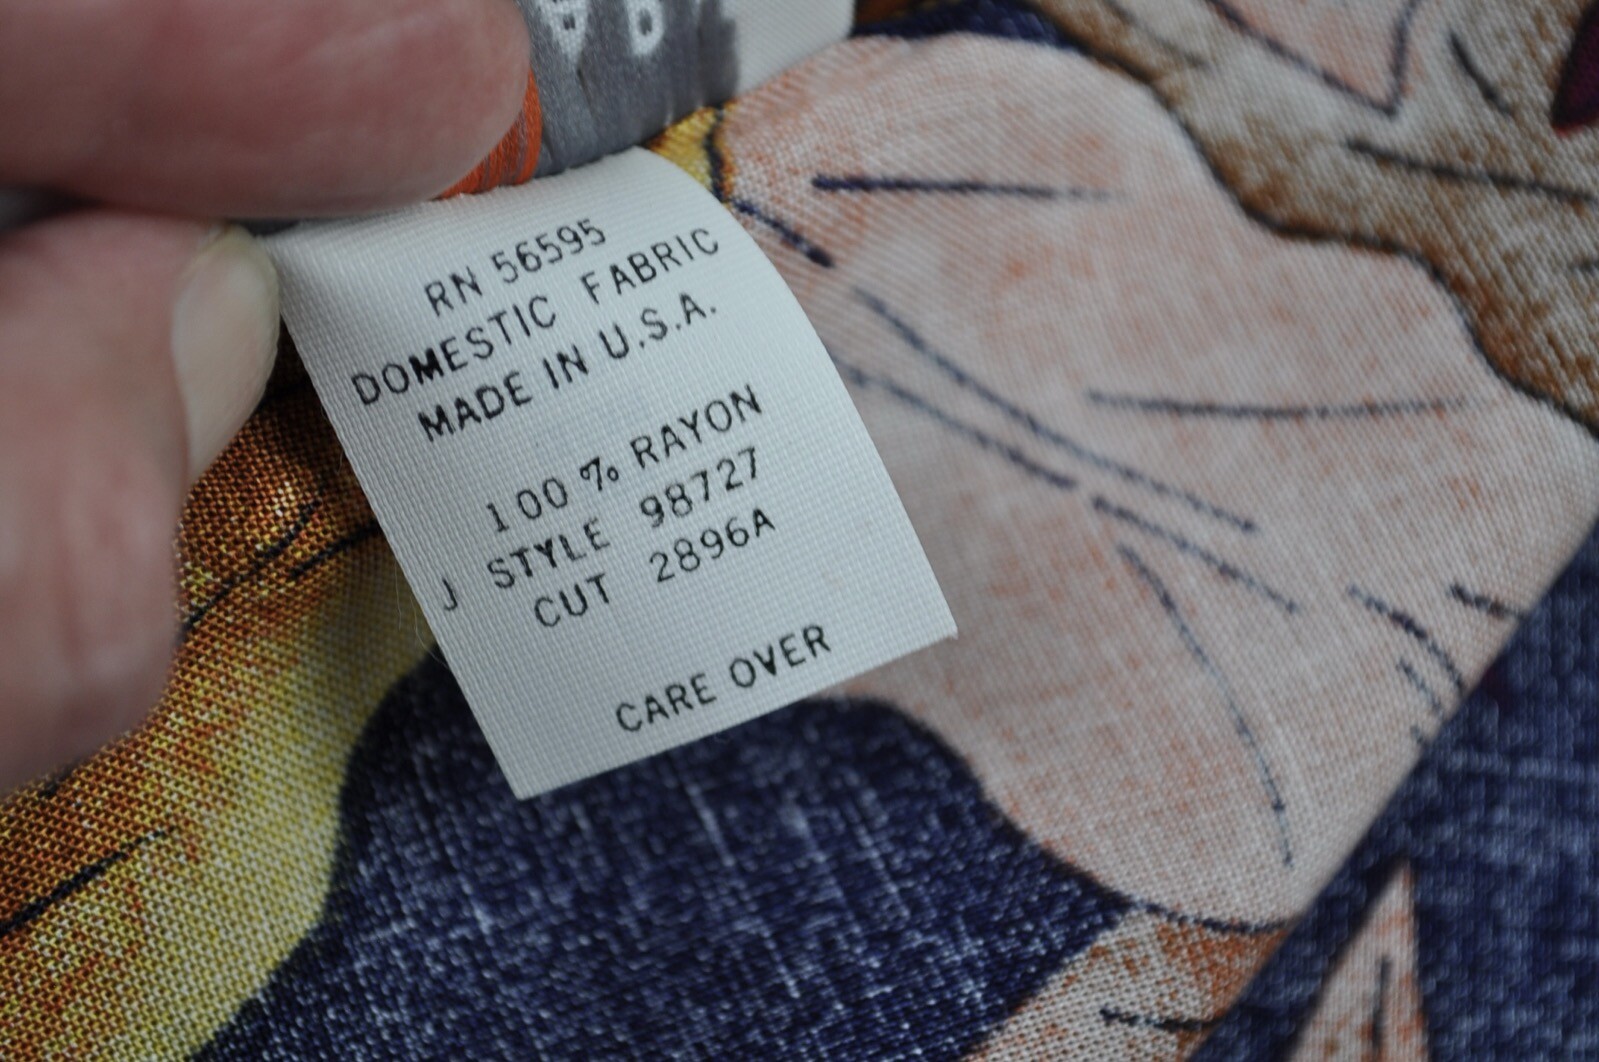 RN 56595
DOMESTIC FABRIC
MADE IN U.S.A.
100% RAYON
J STYLE 98727
CUT 2896A
CARE OVER